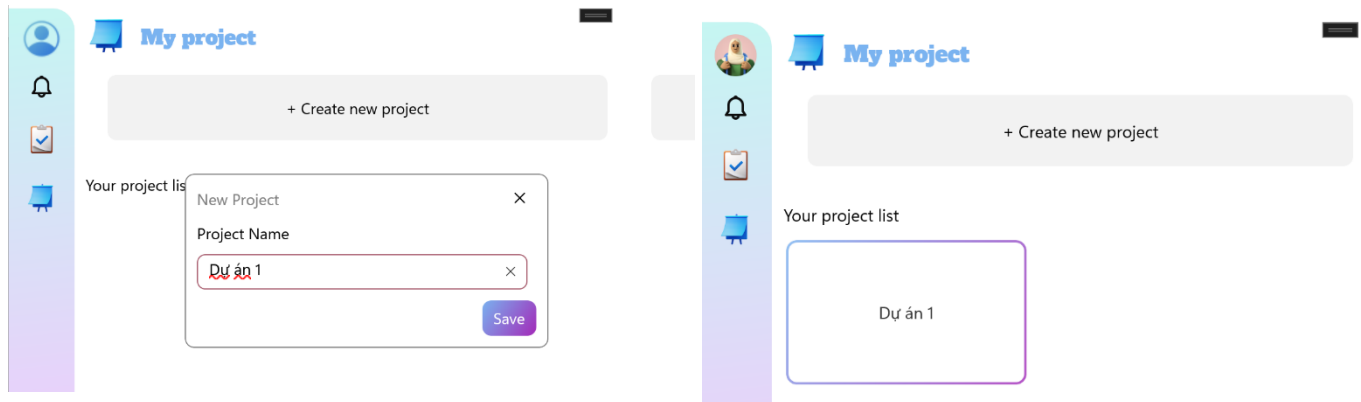 My project
+ Create new project
Your project lis
New Project
Project Name
Dự án 1
Save
My project
+ Create new project
Your project list
Dự án 1